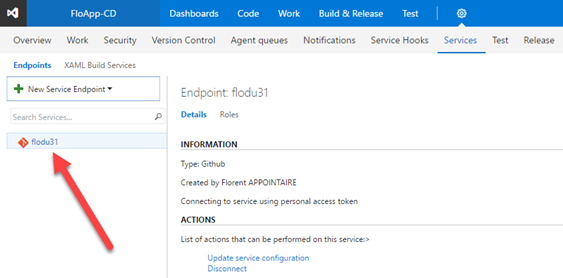 FloApp-CD Dashboards Code Work Build & Release Test
Overview Work Security Version Control Agent queues Notifications Service Hooks Services Test Release
Endpoints XAML Build Services
New Service Endpoint
Search Services...
flodu31
Endpoint: flodu31
Details Roles
INFORMATION
Type: Github
Created by Florent APPOINTAIRE
Connecting to service using personal access token
ACTIONS
List of actions that can be performed on this service:>
Update service configuration
Disconnect